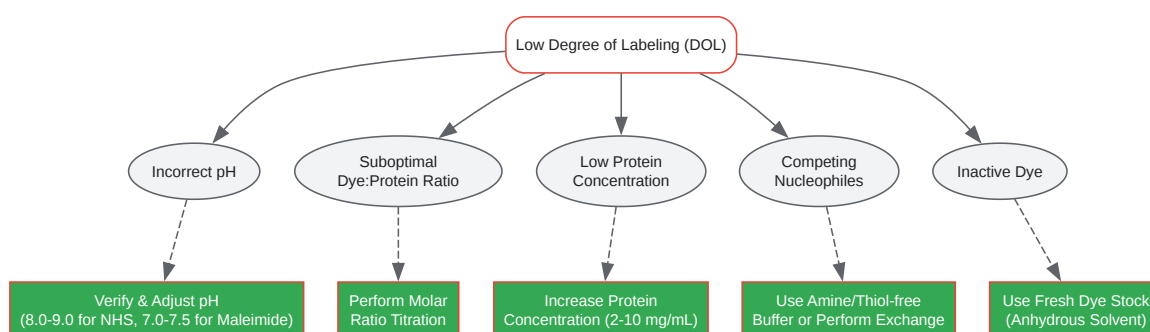 Low Degree of Labeling (DOL)
Incorrect pH
Suboptimal
Dye:Protein Ratio
Low Protein
Concentration
Competing
Nucleophiles
Inactive Dye
Verify & Adjust pH
(8.0-9.0 for NHS, 7.0-7.5 for Maleimide)
Perform Molar
Ratio Titration
Increase Protein
Concentration (2-10 mg/mL)
Use Amine/Thiol-free
Buffer or Perform Exchange
Use Fresh Dye Stock
(Anhydrous Solvent)